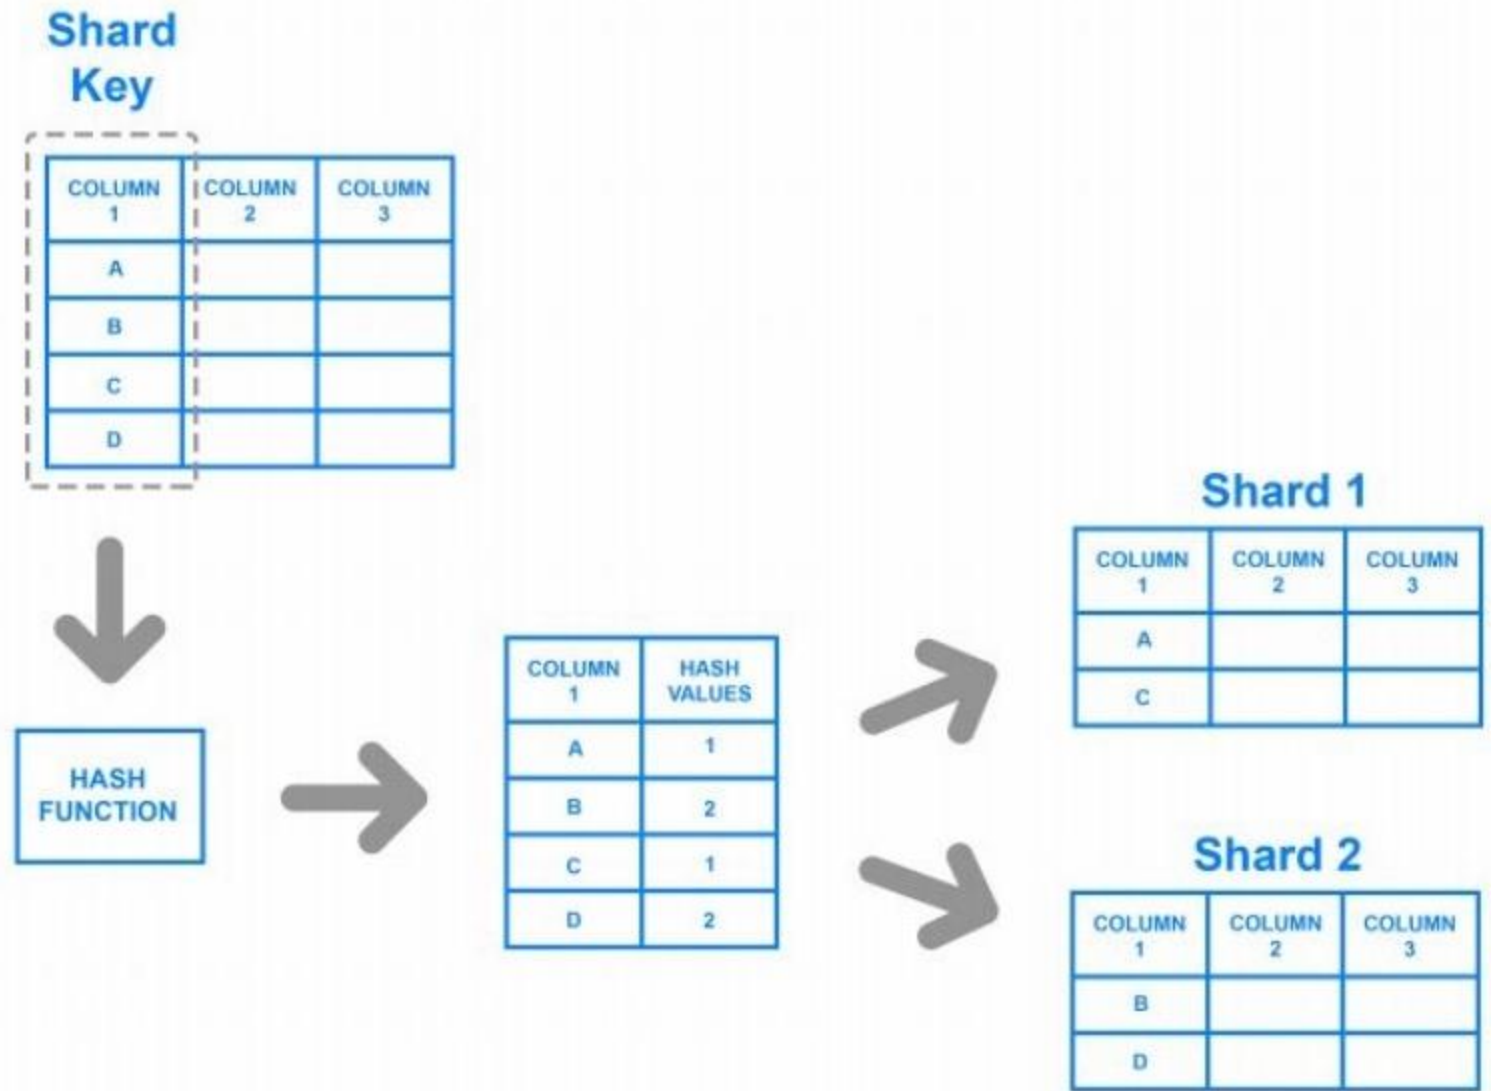 Shard
Key
COLUMN COLUMN COLUMN
1 2 3
A
B
C
D
HASH
FUNCTION
COLUMN HASH
1 VALUES
A 1
B 2
C 1
D 2
Shard 1
COLUMN COLUMN COLUMN
1 2 3
A
C
Shard 2
COLUMN COLUMN COLUMN
1 2 3
B
D